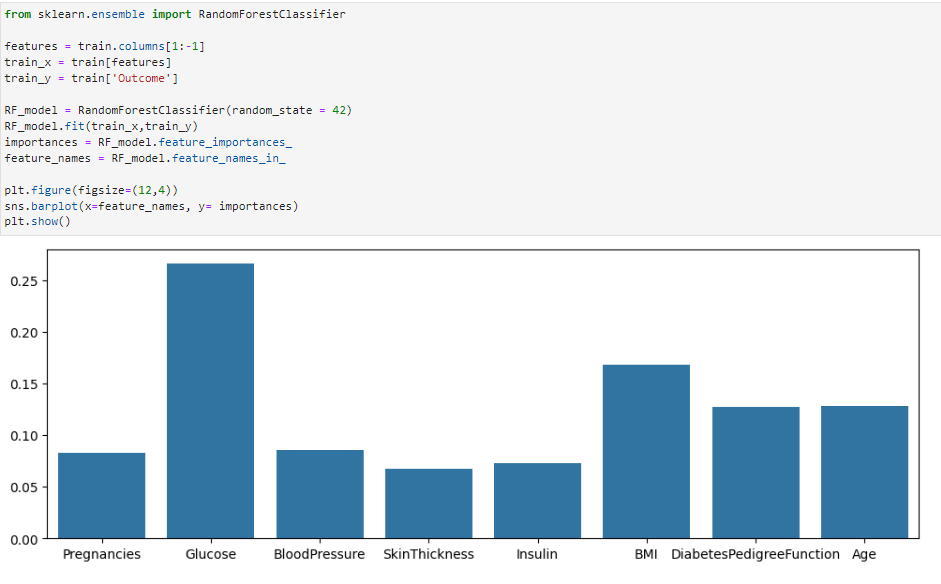 from sklearn.ensemble import RandomForestClassifier
features = train.columns[1:-1]
train_x = train[features]
train_y = train['Outcome']
RF_model = RandomForestClassifier(random_state = 42)
RF_model.fit(train_x,train_y)
importances = RF_model.feature_importances_
feature_names = RF_model.feature_names_in_
plt.figure(figsize=(12,4))
sns.barplot(x=feature_names, y= importances)
plt.show()
0.25
0.20
0.15
0.10
0.05
0.00
Pregnancies Glucose BloodPressure SkinThickness Insulin BMI DiabetesPedigreeFunction Age